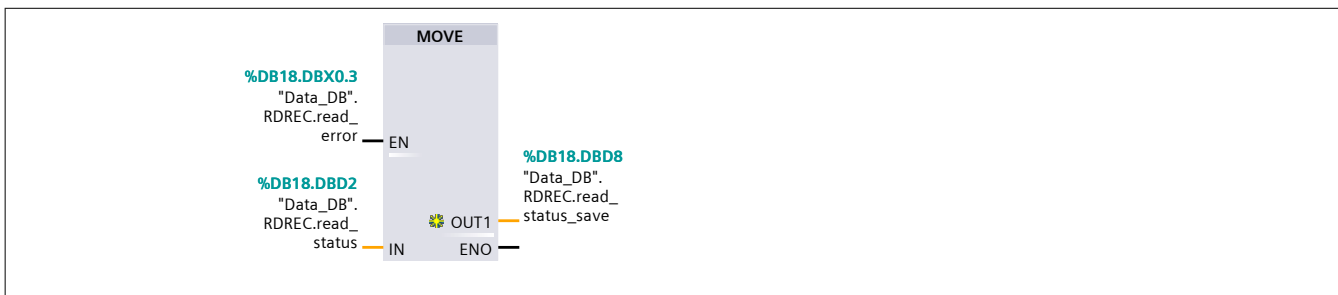 MOVE
%DB18.DBX0.3
"Data_DB".
RDREC.read_
error
EN
%DB18.DBD2
"Data_DB".
RDREC.read_
status
IN
%DB18.DBD8
"Data_DB".
RDREC.read_
status_save
OUT1
ENO